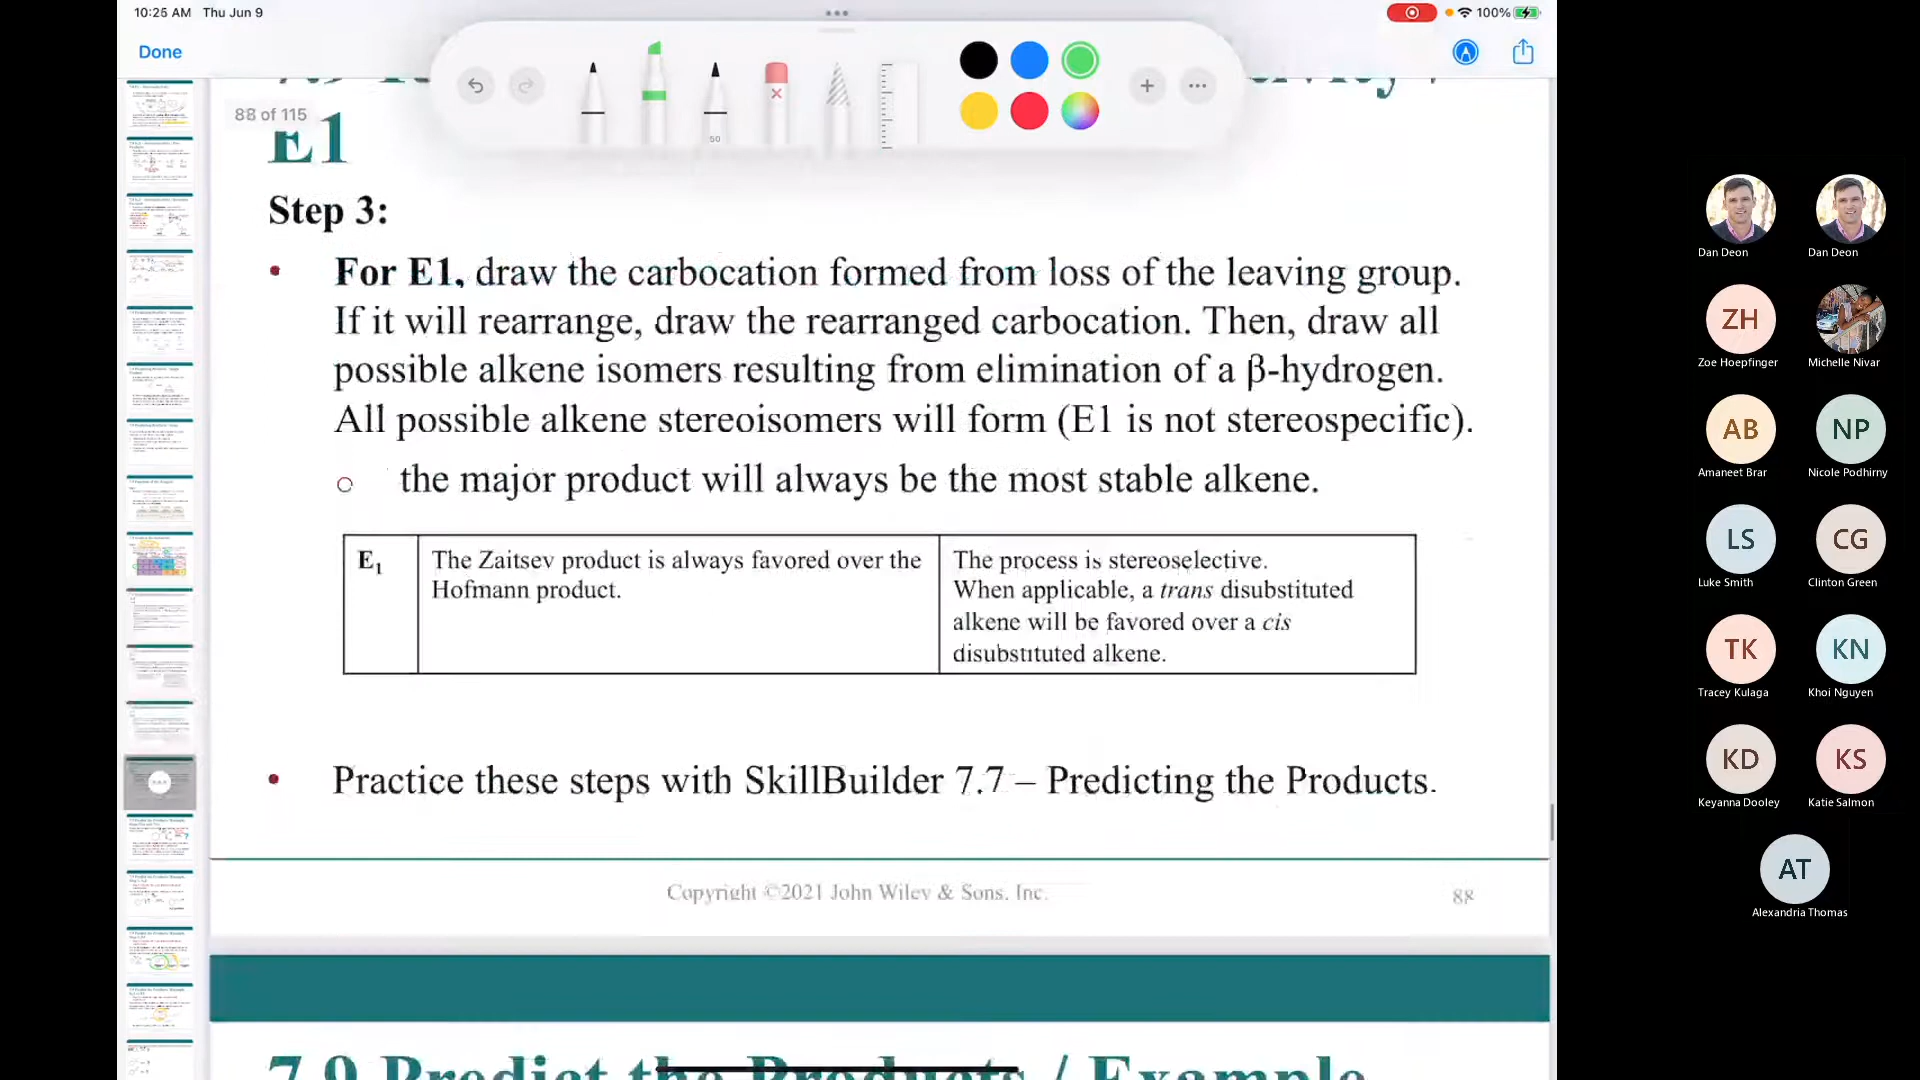 10:25 AM Thu Jun 9
100%
Done
88 of 115
50
E1
Step 3:
For E1, draw the carbocation formed from loss of the leaving group.
If it will rearrange, draw the rearranged carbocation. Then, draw all
possible alkene isomers resulting from elimination of a β-hydrogen.
All possible alkene stereoisomers will form (E1 is not stereospecific).
the major product will always be the most stable alkene.
E1
The Zaitsev product is always favored over the
Hofmann product.
The process is stereoselective.
When applicable, a trans disubstituted
alkene will be favored over a cis
disubstituted alkene.
Practice these steps with SkillBuilder 7.7 – Predicting the Products.
Copyright ©2021 John Wiley & Sons, Inc.
88
7.9 Predict the Products / Example
Dan Deon
Dan Deon
ZH
Zoe Hoepfinger
Michelle Nivar
AB
Amaneet Brar
NP
Nicole Podhirny
LS
Luke Smith
CG
Clinton Green
TK
Tracey Kulaga
KN
Khoi Nguyen
KD
Keyanna Dooley
KS
Katie Salmon
AT
Alexandria Thomas